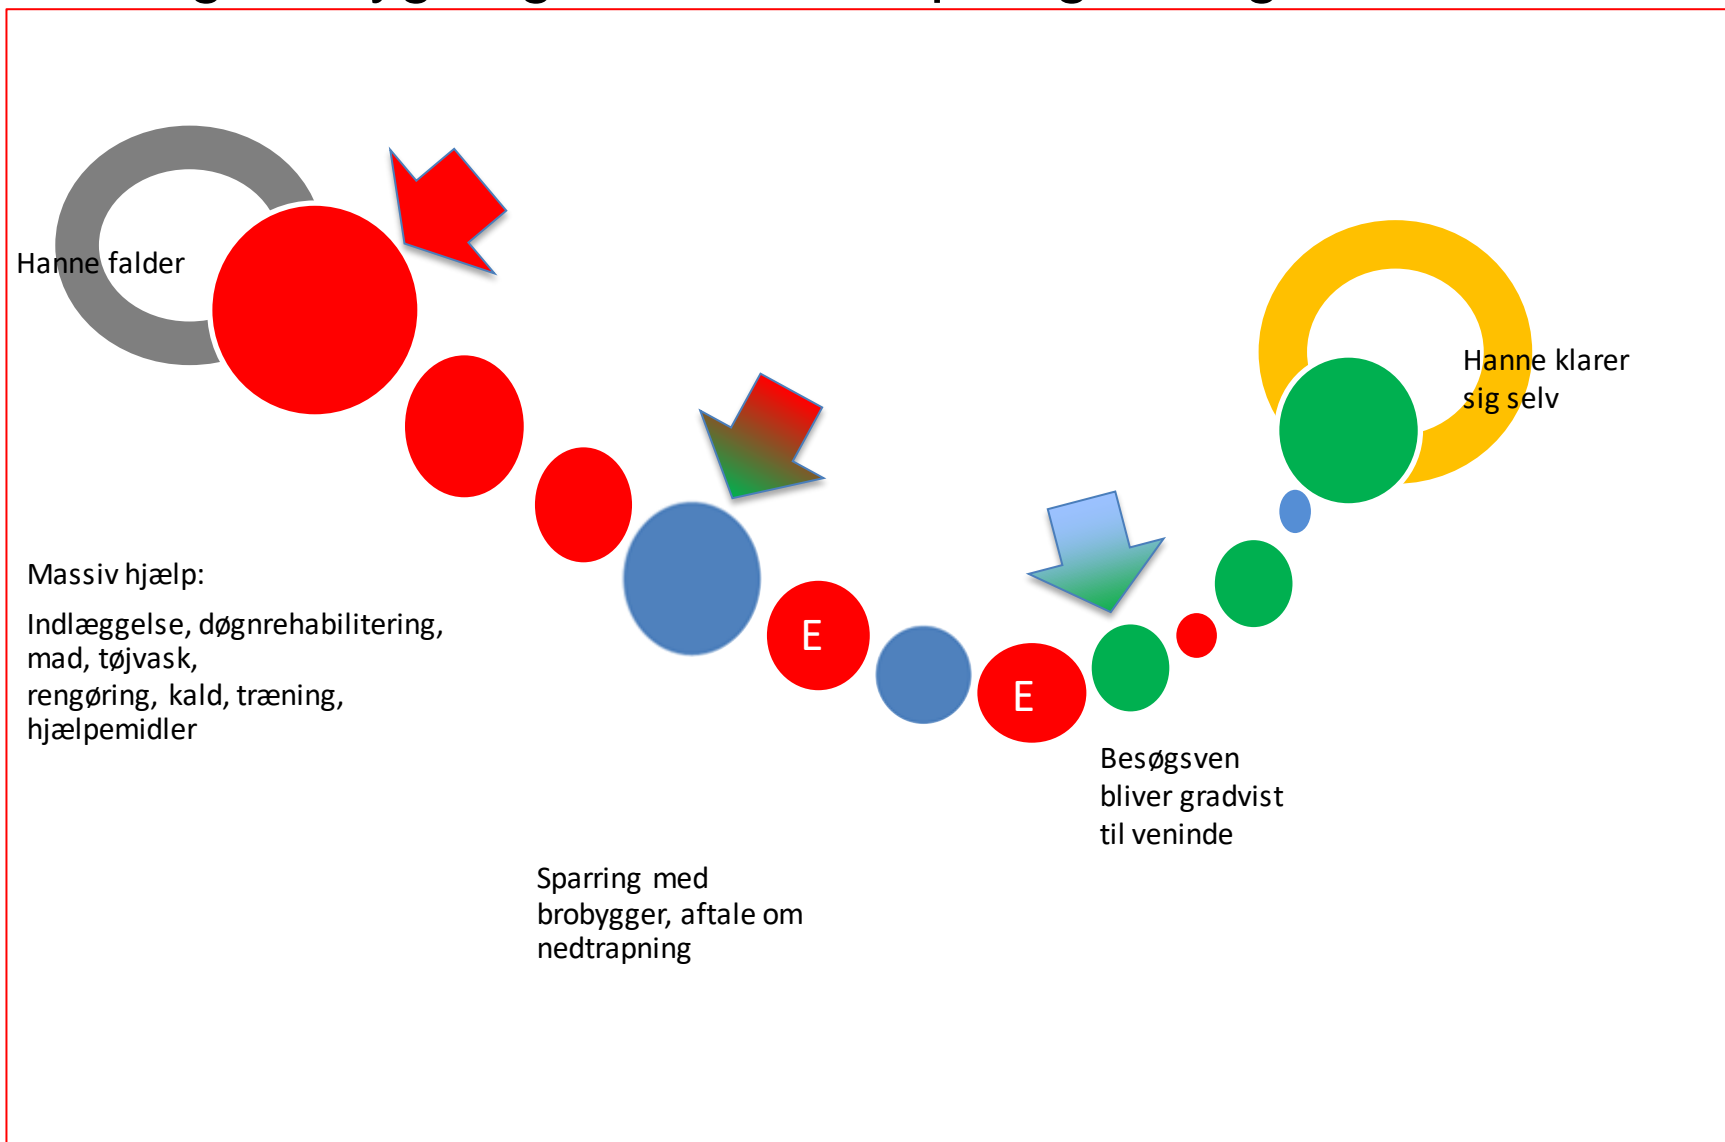 Hanne falder
Hanne klarer
sig selv
Massiv hjælp:
Indlæggelse, døgnrehabilitering,
mad, tøjvask,
rengøring, kald, træning,
hjælpemidler
E
E
Besøgsven
bliver gradvist
til veninde
Sparring med
brobygger, aftale om
nedtrapning